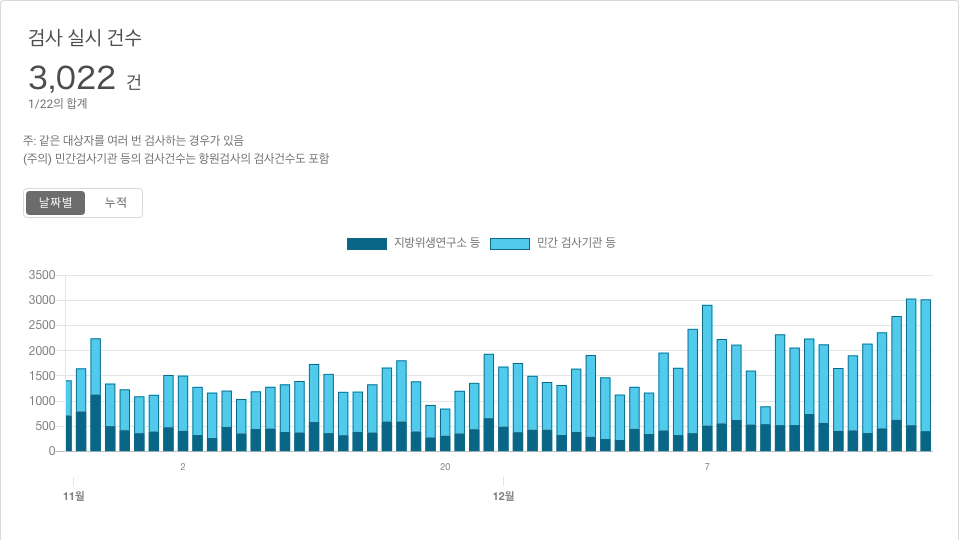 검사 실시 건수
3,022 건
1/22의 합계
주: 같은 대상자를 여러 번 검사하는 경우가 있음
(주의) 민간검사기관 등의 검사건수는 항원검사의 검사건수도 포함
날짜별 누적
지방위생연구소 등 민간 검사기관 등
3500
3000
2500
2000
1500
1000
500
0
2 20 7
11월 12월